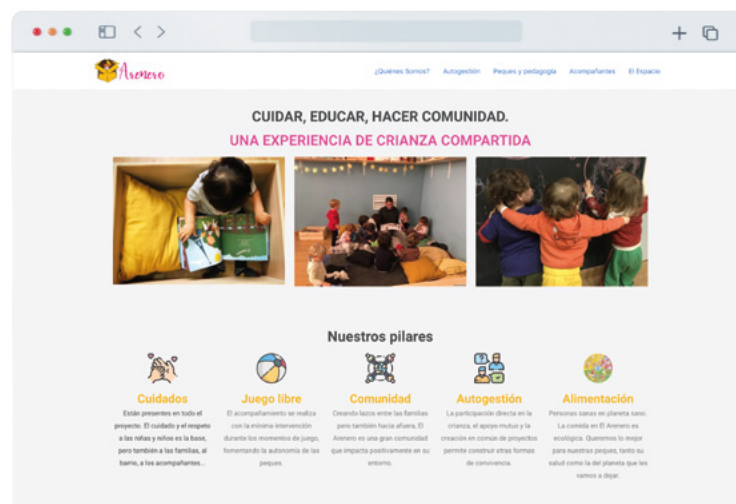 Arenero
¿Quiénes Somos? Autogestión Peques y pedagogía Acompañantes El Espacio
CUIDAR, EDUCAR, HACER COMUNIDAD.
UNA EXPERIENCIA DE CRIANZA COMPARTIDA
Nuestros pilares
Cuidados
Están presentes en todo el
proyecto. El cuidado y el respeto
a las niñas y niños es la base,
pero también a las familias, al
barrio, a les acompañantes...
Juego libre
El acompañamiento se realiza
con la mínima intervención
durante los momentos de juego,
fomentando la autonomía de las
peques.
Comunidad
Creando lazos entre las familias
pero también hacia afuera, El
Arenero es una gran comunidad
que impacta positivamente en su
entorno.
Autogestión
La participación directa en la
crianza, el apoyo mutuo y la
creación en común de proyectos
permite construir otras formas
de convivencia.
Alimentación
Personas sanas en planeta sano.
La comida en El Arenero es
ecológica. Queremos lo mejor
para nuestras peques, tanto su
salud como la del planeta que les
vamos a dejar.